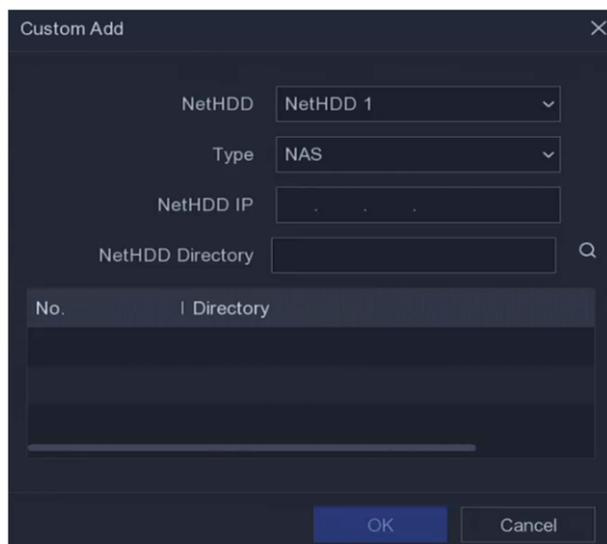 Custom Add
NetHDD NetHDD 1
Type NAS
NetHDD IP . . .
NetHDD Directory
No. Directory
OK Cancel